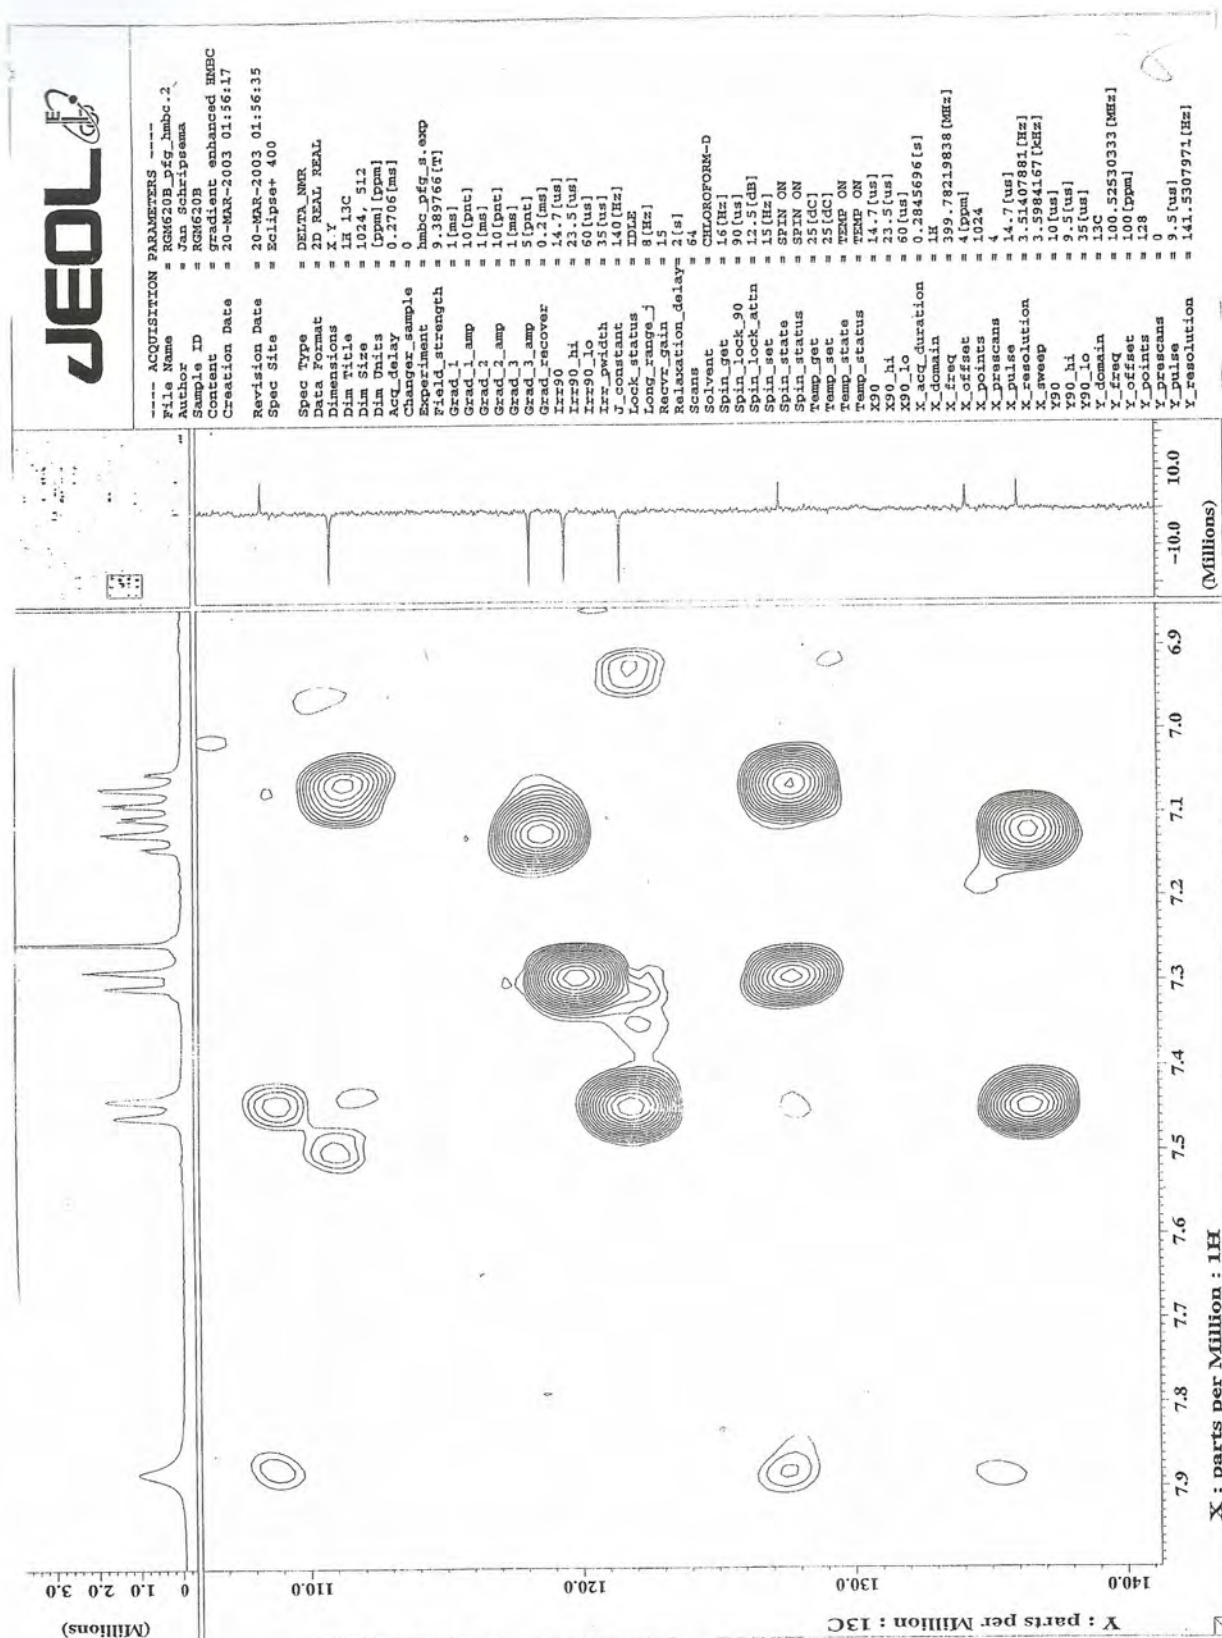 JEOL
---- ACQUISITION PARAMETERS ----
File Name = RGM620B_pfg_hmbc.2
Author = Jan Schripsema
Sample ID = RGM620B
Content = gradient enhanced HMBC
Creation Date = 20-MAR-2003 01:56:17
Revision Date = 20-MAR-2003 01:56:35
Spec Site = Eclipse+ 400
Spec Type = DELTA_NMR
Data Format = 2D REAL REAL
Dimensions = X Y
Dim Title = 1H 13C
Dim Size = 1024, 512
Dim Units = [ppm][ppm]
Acq_delay = 0.2706[ms]
Changer_sample = 0
Experiment = hmbc_pfg_s.exp
Field_strength = 9.389766[T]
Grad_1 = 1[ms]
Grad_1_amp = 10[pnt]
Grad_2 = 1[ms]
Grad_2_amp = 10[pnt]
Grad_3 = 1[ms]
Grad_3_amp = 5[pnt]
Grad_recover = 0.2[ms]
Irr90 = 14.7[us]
Irr90_hi = 23.5[us]
Irr90_lo = 60[us]
Irr_pwidth = 35[us]
J_constant = 140[Hz]
Lock_status = IDLE
Long_range_j = 8[Hz]
Recvr_gain = 15
Relaxation_delay= 2[s]
Scans = 64
Solvent = CHLOROFORM-D
Spin_get = 16[Hz]
Spin_lock_90 = 90[us]
Spin_lock_attn = 12.5[dB]
Spin_set = 15[Hz]
Spin_state = SPIN ON
Spin_status = SPIN ON
Temp_get = 25[dC]
Temp_set = 25[dC]
Temp_state = TEMP ON
Temp_status = TEMP ON
X90 = 14.7[us]
X90_hi = 23.5[us]
X90_lo = 60[us]
X_acq_duration = 0.2845696[s]
X_domain = 1H
X_freq = 399.78219838[MHz]
X_offset = 4[ppm]
X_points = 1024
X_prescans = 4
X_pulse = 14.7[us]
X_resolution = 3.51407881[Hz]
X_sweep = 3.59841677[kHz]
Y90 = 10[us]
Y90_hi = 9.5[us]
Y90_lo = 35[us]
Y_domain = 13C
Y_freq = 100.52530333[MHz]
Y_offset = 100[ppm]
Y_points = 128
Y_prescans = 0
Y_pulse = 9.5[us]
Y_resolution = 141.5307971[Hz]
-10.0 10.0
(Millions)
0 1.0 2.0 3.0
(Millions)
110.0 120.0 130.0 140.0
Y : parts per Million : 13C
7.9 7.8 7.7 7.6 7.5 7.4 7.3 7.2 7.1 7.0 6.9
X : parts per Million : 1H